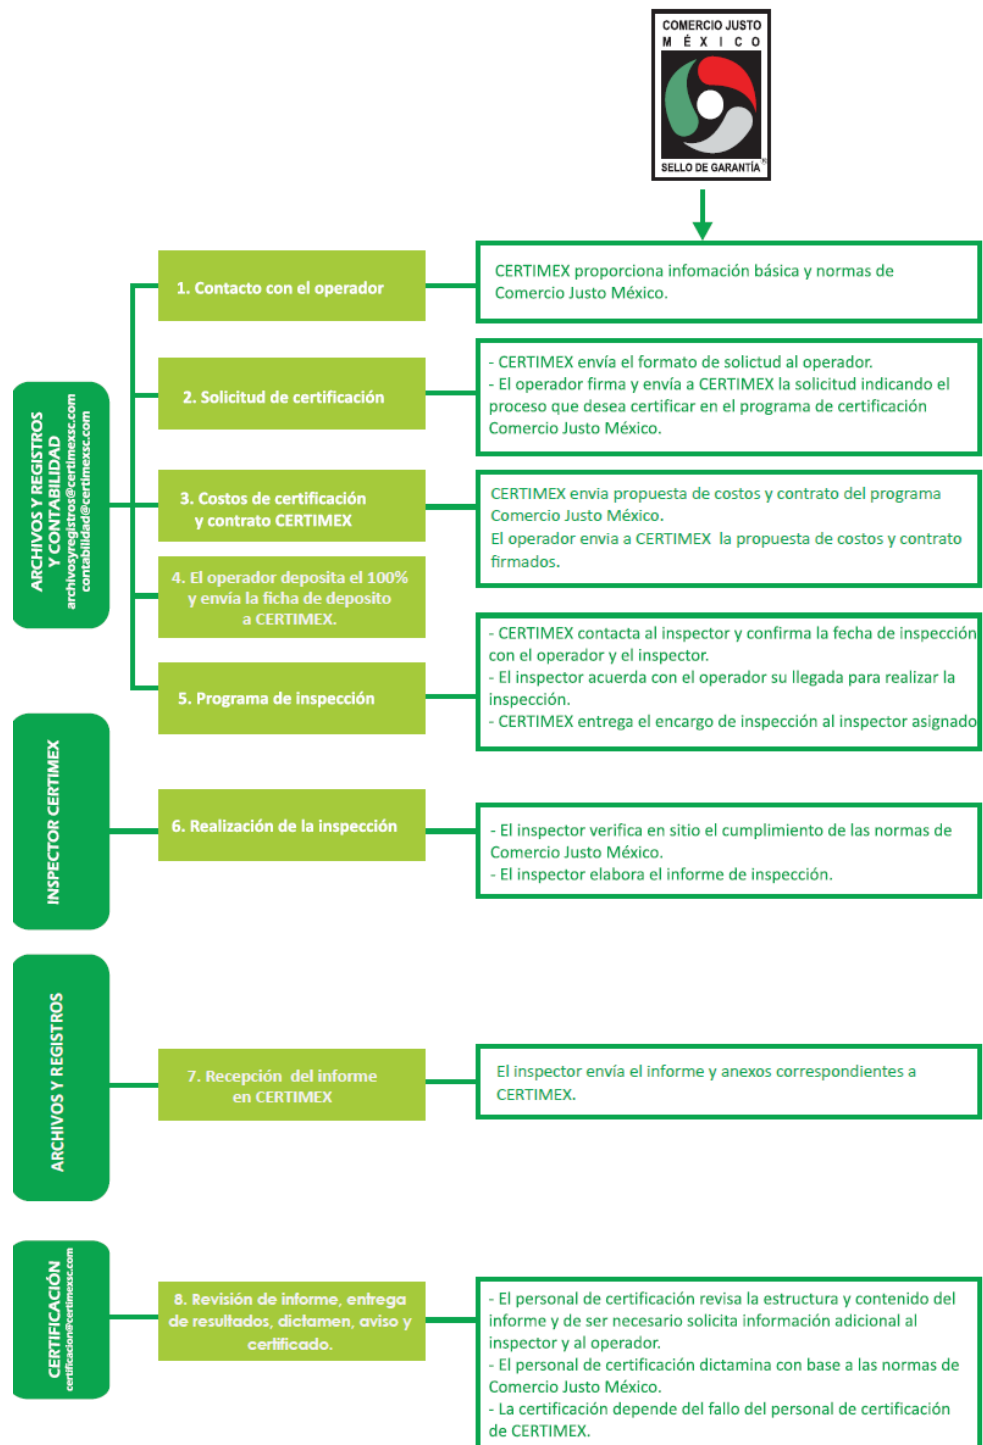 COMERCIO JUSTO
MÉXICO
SELLO DE GARANTÍA®
ARCHIVOS Y REGISTROS
Y CONTABILIDAD
archivosyregistros@certimexsc.com
contabilidad@certimexsc.com
1. Contacto con el operador
CERTIMEX proporciona infomación básica y normas de
Comercio Justo México.
2. Solicitud de certificación
- CERTIMEX envía el formato de solictud al operador.
- El operador firma y envía a CERTIMEX la solicitud indicando el
proceso que desea certificar en el programa de certificación
Comercio Justo México.
3. Costos de certificación
y contrato CERTIMEX
CERTIMEX envia propuesta de costos y contrato del programa
Comercio Justo México.
El operador envia a CERTIMEX la propuesta de costos y contrato
firmados.
4. El operador deposita el 100%
y envía la ficha de deposito
a CERTIMEX.
5. Programa de inspección
- CERTIMEX contacta al inspector y confirma la fecha de inspección
con el operador y el inspector.
- El inspector acuerda con el operador su llegada para realizar la
inspección.
- CERTIMEX entrega el encargo de inspección al inspector asignado
INSPECTOR CERTIMEX
6. Realización de la inspección
- El inspector verifica en sitio el cumplimiento de las normas de
Comercio Justo México.
- El inspector elabora el informe de inspección.
ARCHIVOS Y REGISTROS
7. Recepción del informe
en CERTIMEX
El inspector envía el informe y anexos correspondientes a
CERTIMEX.
CERTIFICACIÓN
certificacion@certimexsc.com
8. Revisión de informe, entrega
de resultados, dictamen, aviso y
certificado.
- El personal de certificación revisa la estructura y contenido del
informe y de ser necesario solicita información adicional al
inspector y al operador.
- El personal de certificación dictamina con base a las normas de
Comercio Justo México.
- La certificación depende del fallo del personal de certificación
de CERTIMEX.